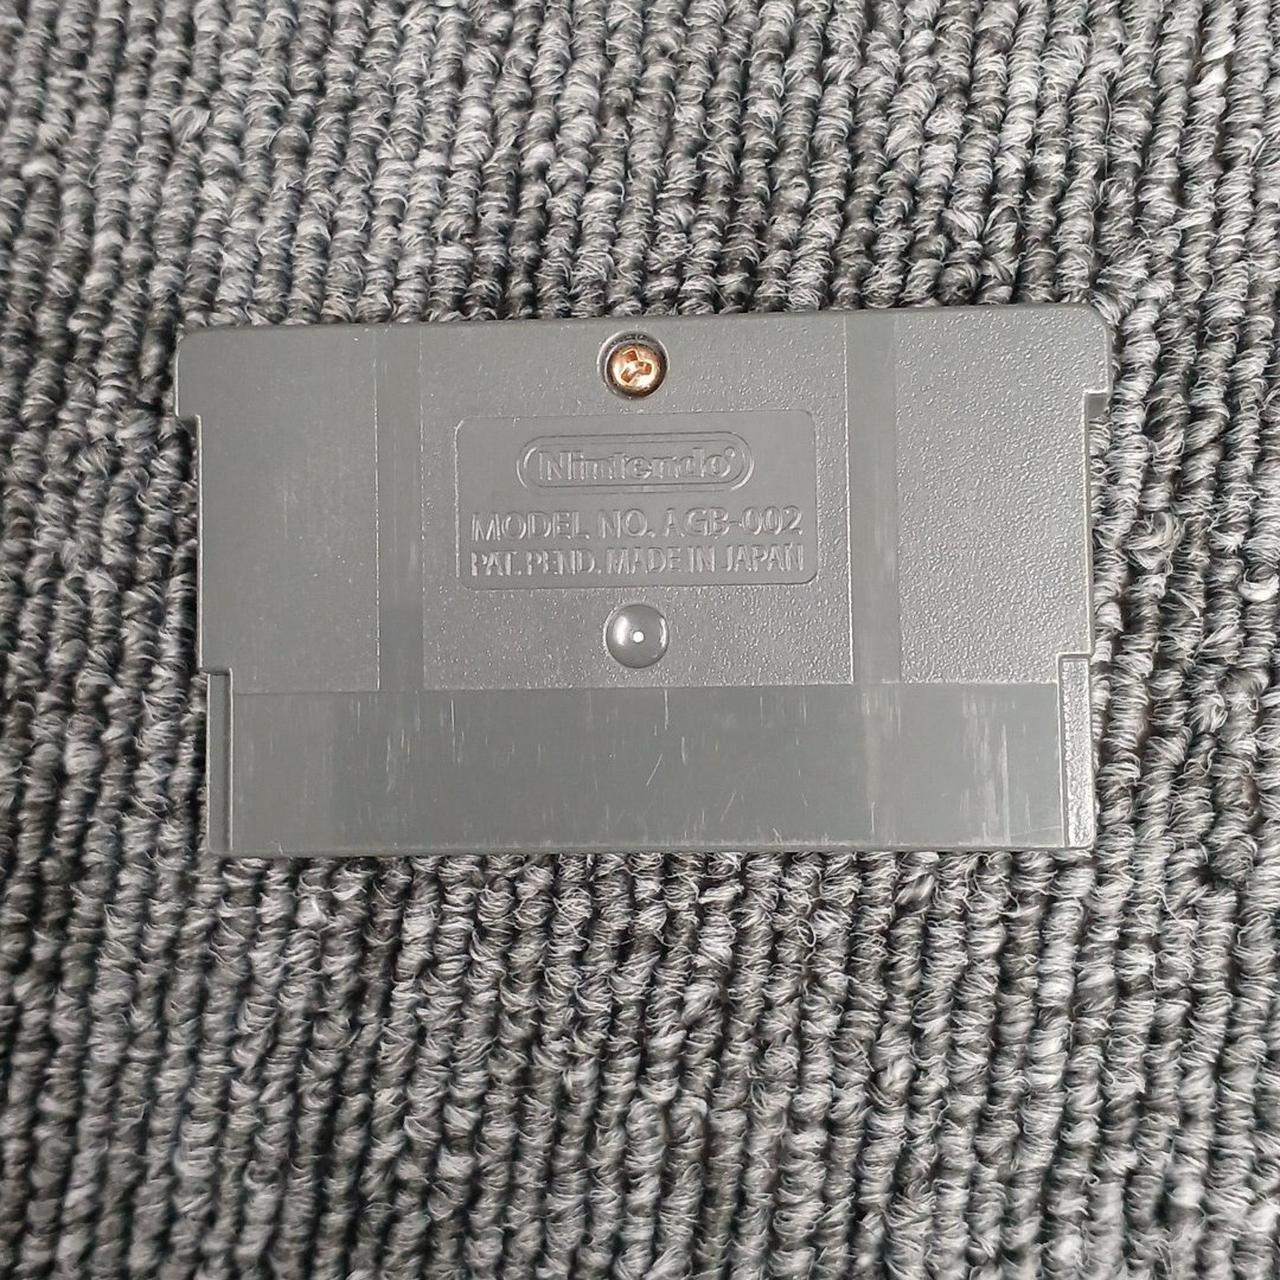 Nintendo®
MODEL NO. AGB-002
PAT. PEND. MADE IN JAPAN